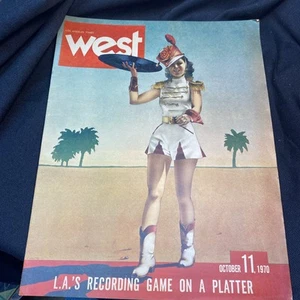 west
OCTOBER 11, 1970
L.A.'S RECORDING GAME ON A PLATTER